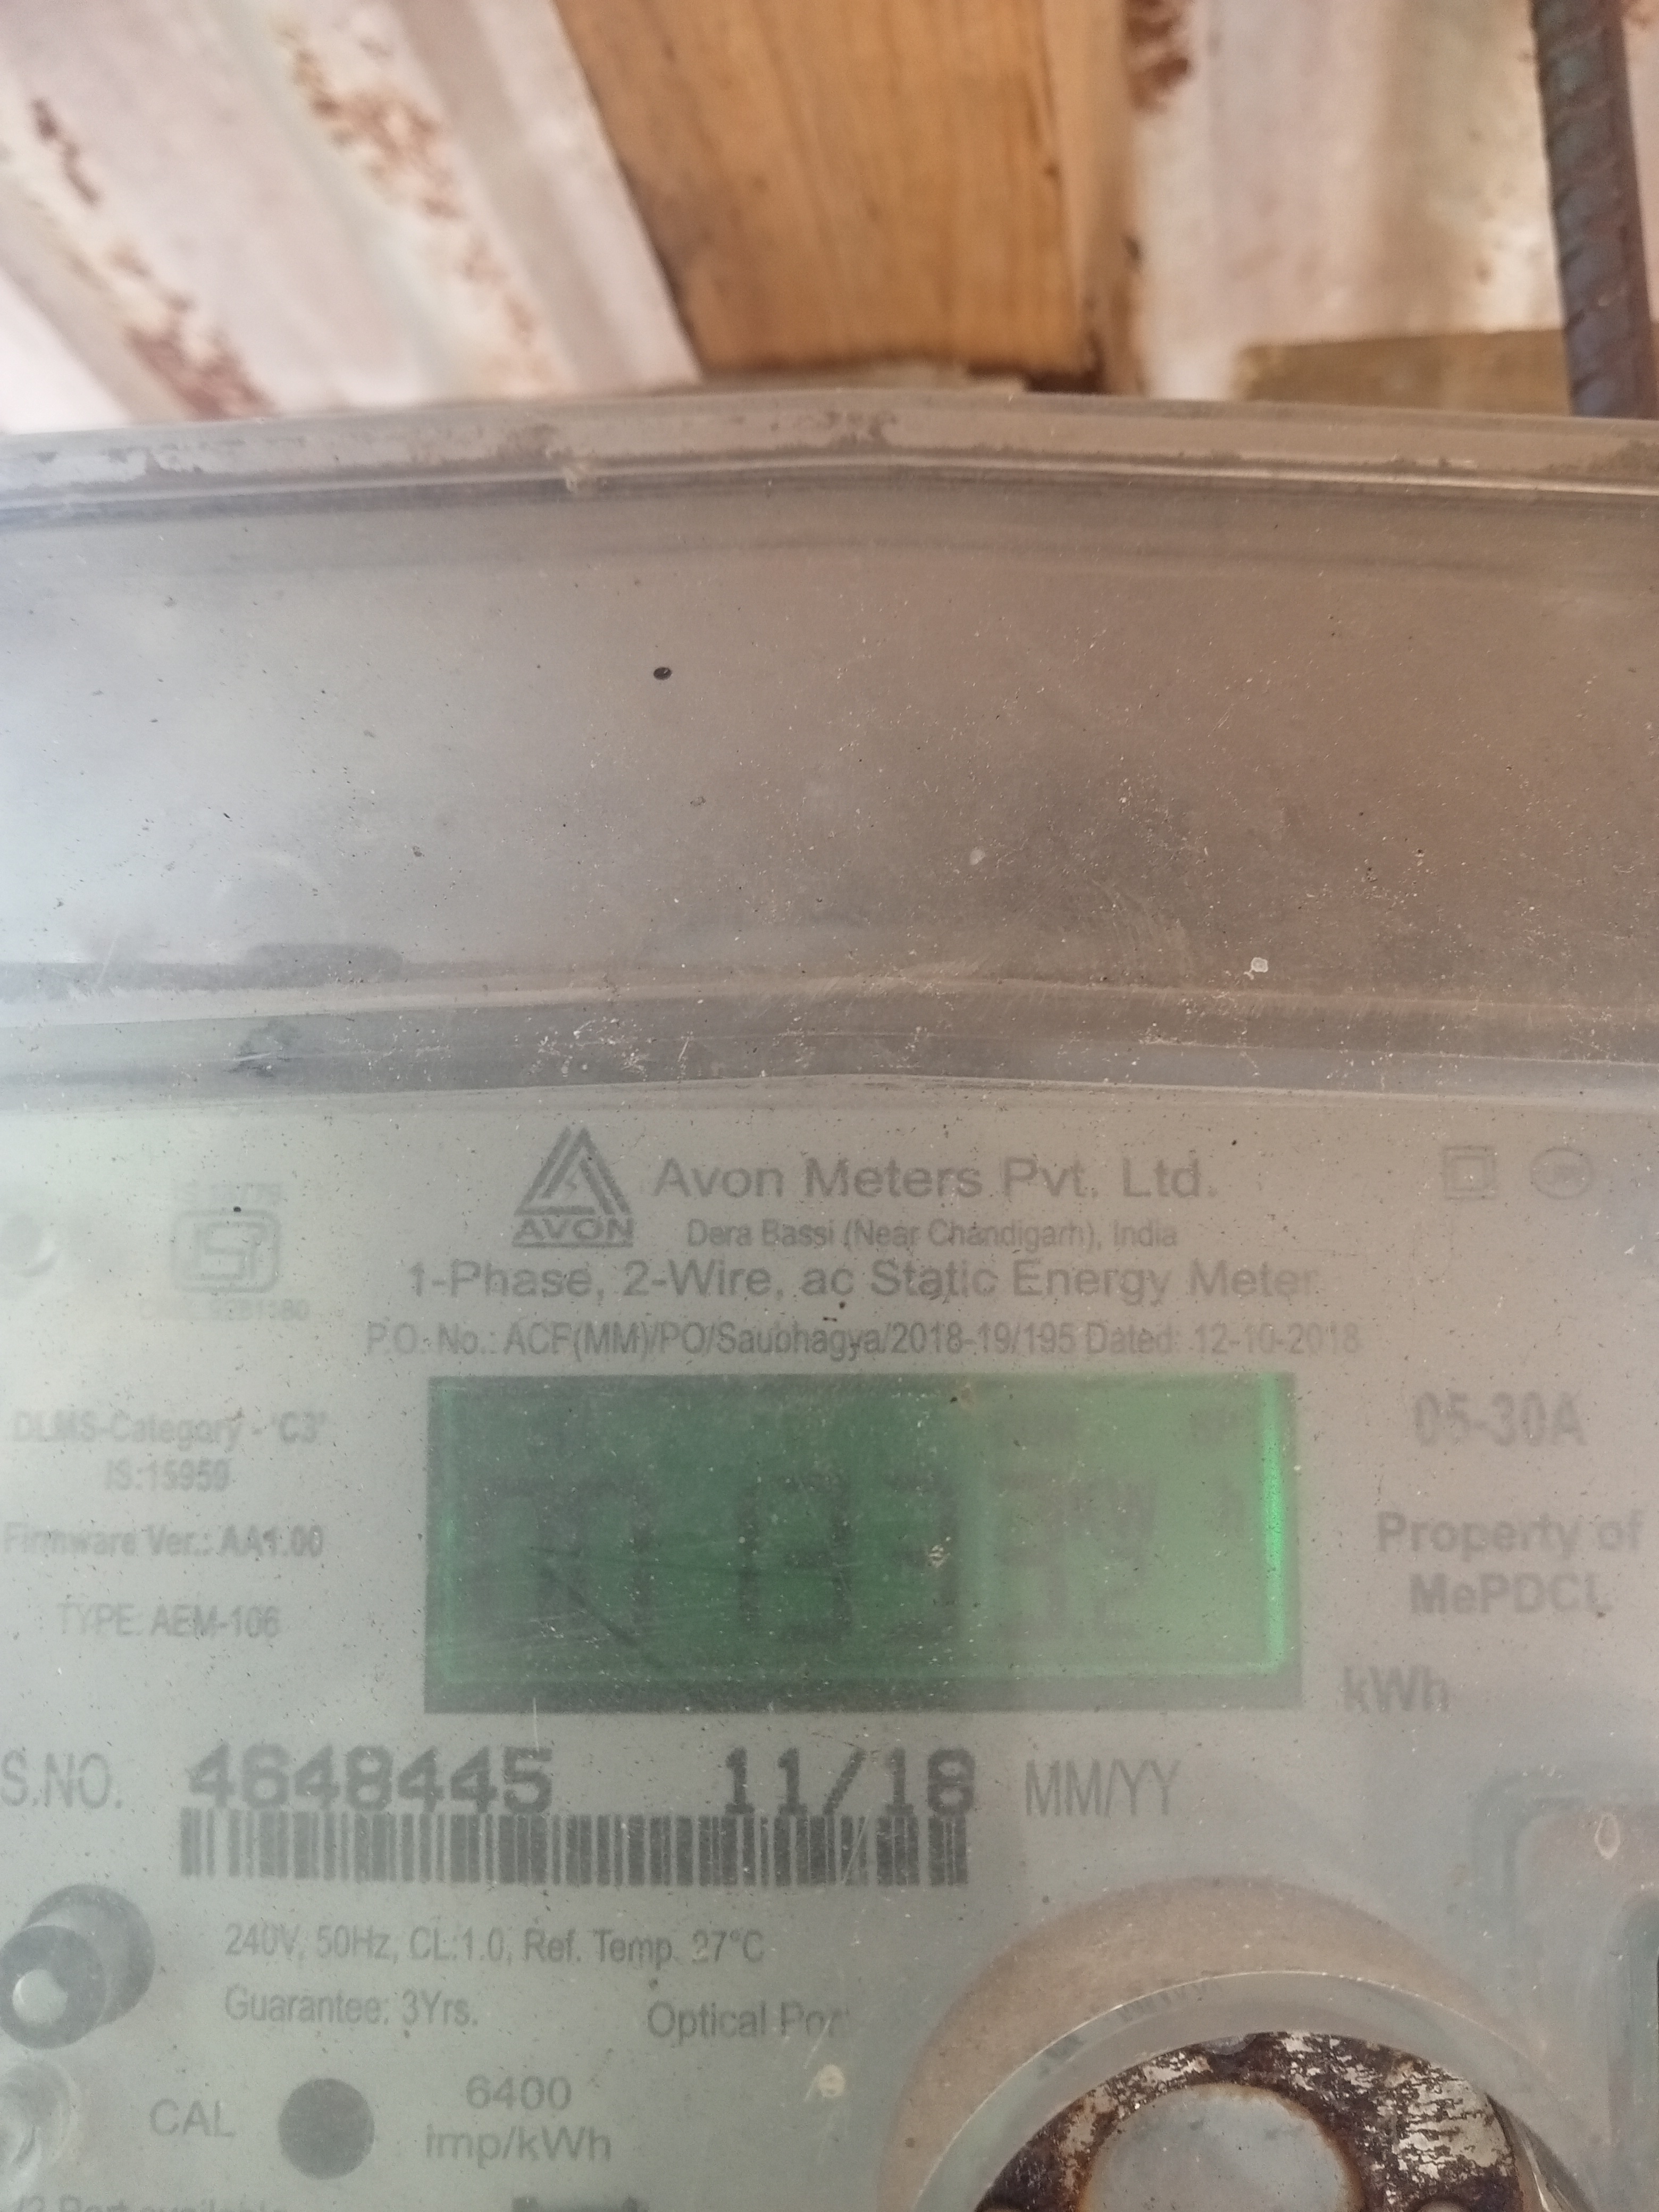 AVON
Avon Meters Pvt. Ltd.
Dera Bassi (Near Chandigarh), India
1-Phase, 2-Wire, ac Static Energy Meter
P.O. No.: ACF(MM)/PO/Saubhagya/2018-19/195 Dated: 12-10-2018
DLMS-Category - 'C3'
IS:15959
Firmware Ver.: AA1.00
TYPE: AEM-106
05-30A
Property of
MePDCL
kWh
S.NO. 4648445 11/18 MM/YY
240V, 50Hz, CL:1.0, Ref. Temp. 27°C
Guarantee: 3Yrs.
Optical
CAL
6400
imp/kWh